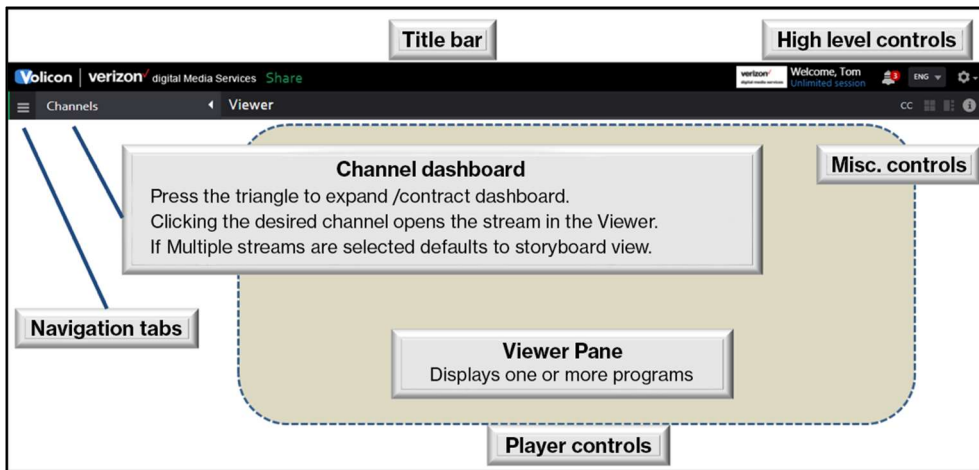 Title bar
High level controls
Volicon verizon digital Media Services Share
verizon digital media services
Welcome, Tom
Unlimited session
3
ENG
Channels
Viewer
CC
Channel dashboard
Press the triangle to expand /contract dashboard.
Clicking the desired channel opens the stream in the Viewer.
If Multiple streams are selected defaults to storyboard view.
Misc. controls
Navigation tabs
Viewer Pane
Displays one or more programs
Player controls